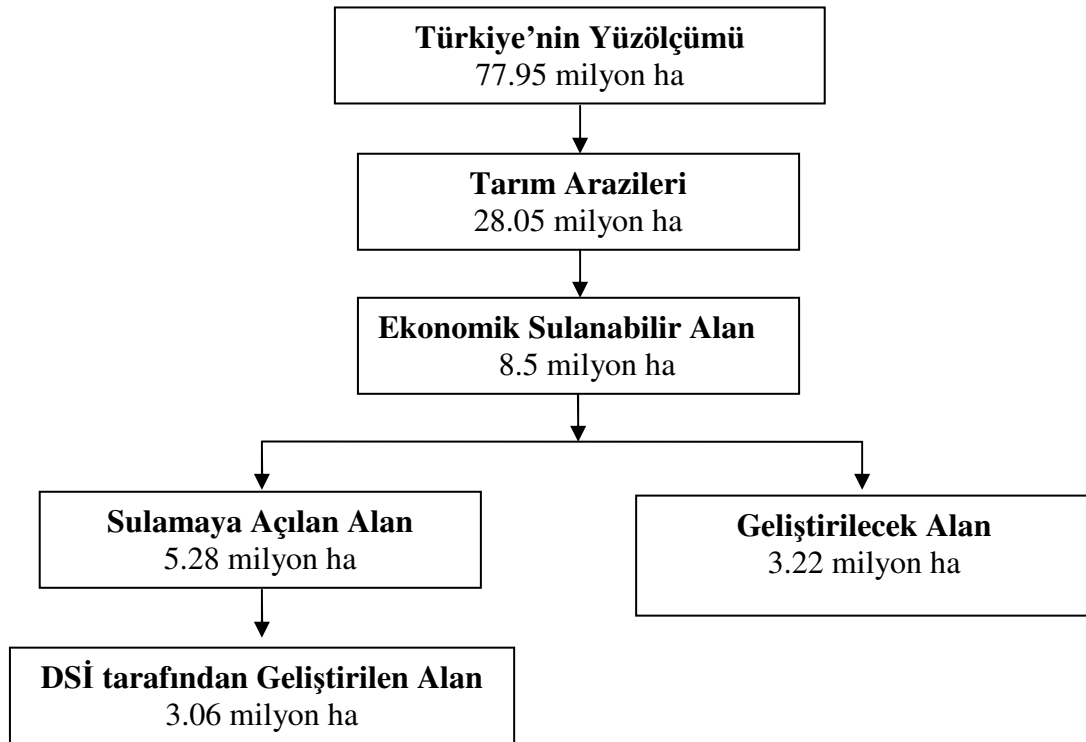 Türkiye’nin Yüzölçümü
77.95 milyon ha
Tarım Arazileri
28.05 milyon ha
Ekonomik Sulanabilir Alan
8.5 milyon ha
Sulamaya Açılan Alan
5.28 milyon ha
Geliştirilecek Alan
3.22 milyon ha
DSİ tarafından Geliştirilen Alan
3.06 milyon ha